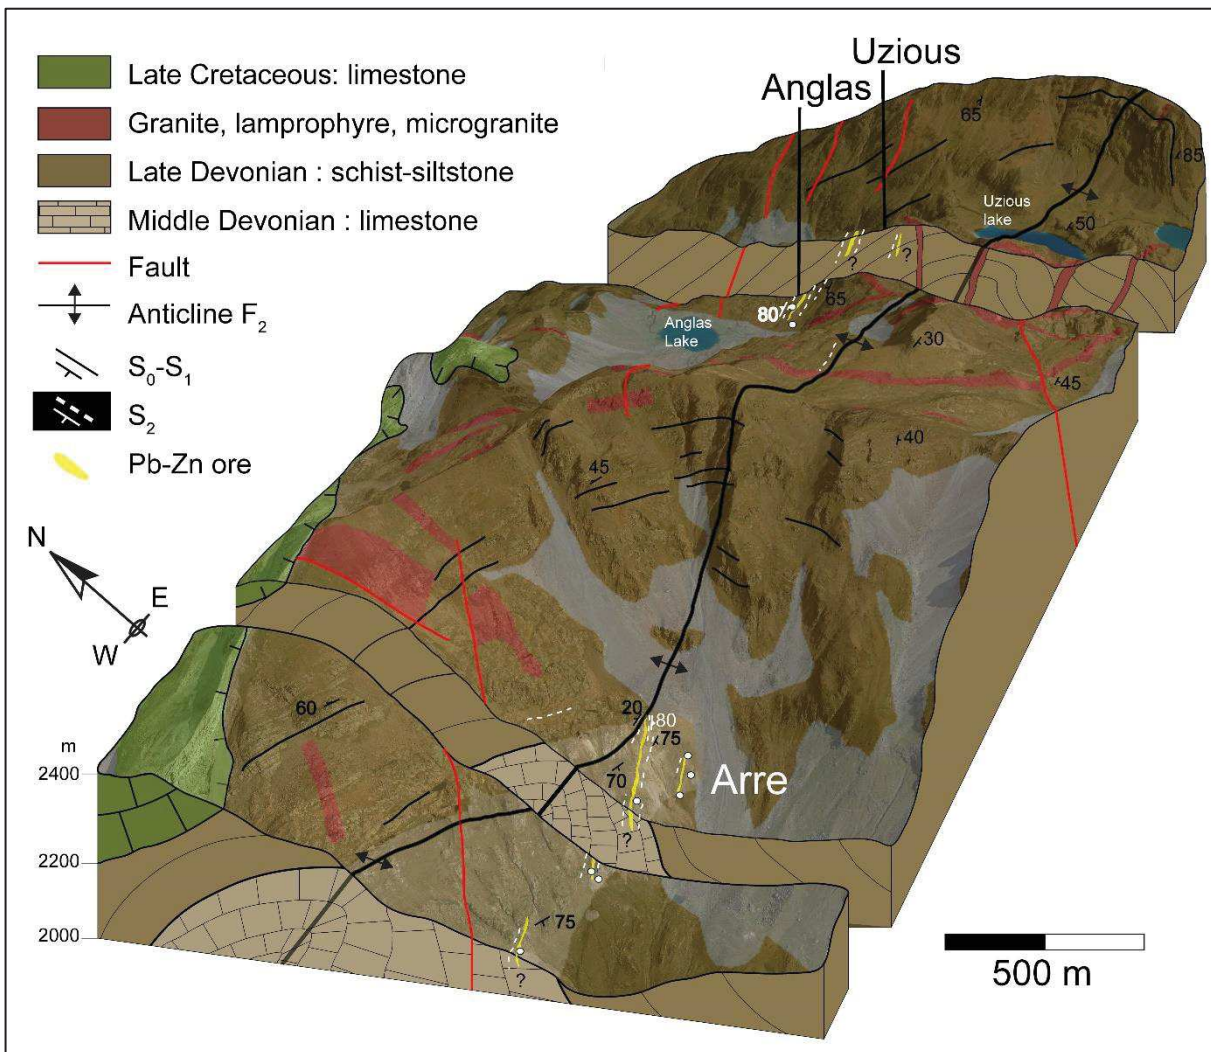 Late Cretaceous: limestone
Granite, lamprophyre, microgranite
Late Devonian : schist-siltstone
Middle Devonian : limestone
Fault
Anticline F₂
S₀-S₁
S₂
Pb-Zn ore
N
E
W
Uzious
Anglas
65
85
Uzious
lake
50
?
?
80
65
Anglas
Lake
30
45
40
45
20
80
75
60
70
Arre
?
m
2400
2200
2000
75
?
500 m